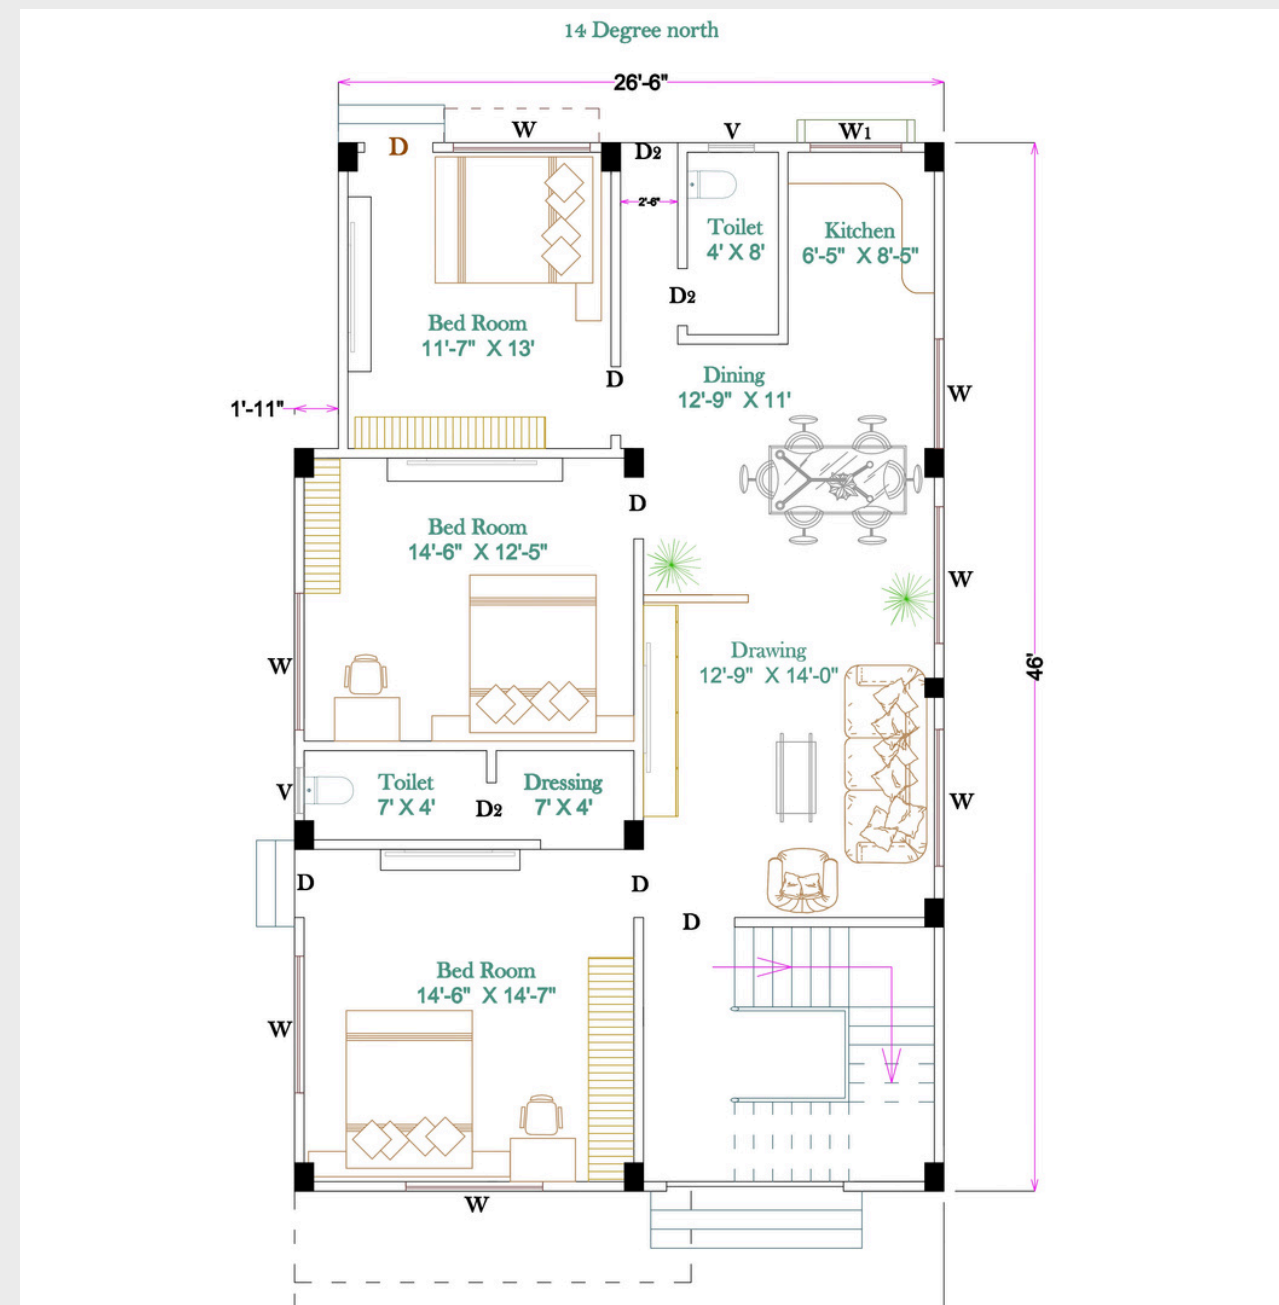 14 Degree north
26'-6"
W
V
W1
D
D2
2'-6"
Toilet
4' X 8'
Kitchen
6'-5" X 8'-5"
D2
Bed Room
11'-7" X 13'
D
Dining
12'-9" X 11'
W
1'-11"
D
Bed Room
14'-6" X 12'-5"
W
Drawing
12'-9" X 14'-0"
46'
W
V
Toilet
7' X 4'
D2
Dressing
7' X 4'
W
D
D
D
Bed Room
14'-6" X 14'-7"
W
W